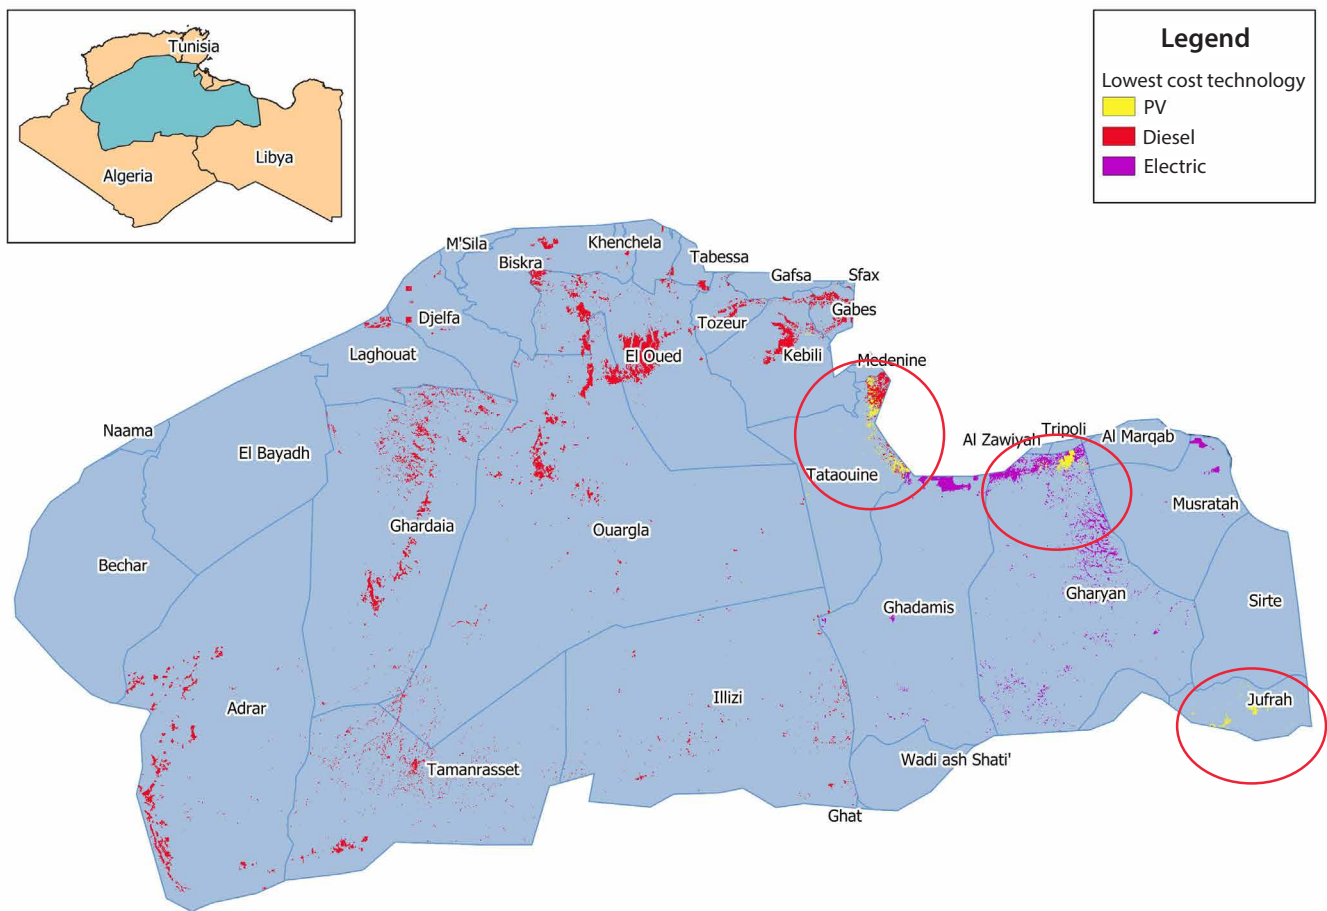 Tunisia
Algeria
Libya
Legend
Lowest cost technology
PV
Diesel
Electric
M'Sila
Khenchela
Biskra
Tabessa
Gafsa
Sfax
Djelfa
Tozeur
Gabes
Laghouat
El Oued
Kebili
Medenine
Naama
El Bayadh
Tataouine
Al Zawiyah
Tripoli
Al Marqab
Ghardaia
Ouargla
Musratah
Bechar
Ghadamis
Gharyan
Sirte
Adrar
Illizi
Jufrah
Tamanrasset
Wadi ash Shati'
Ghat